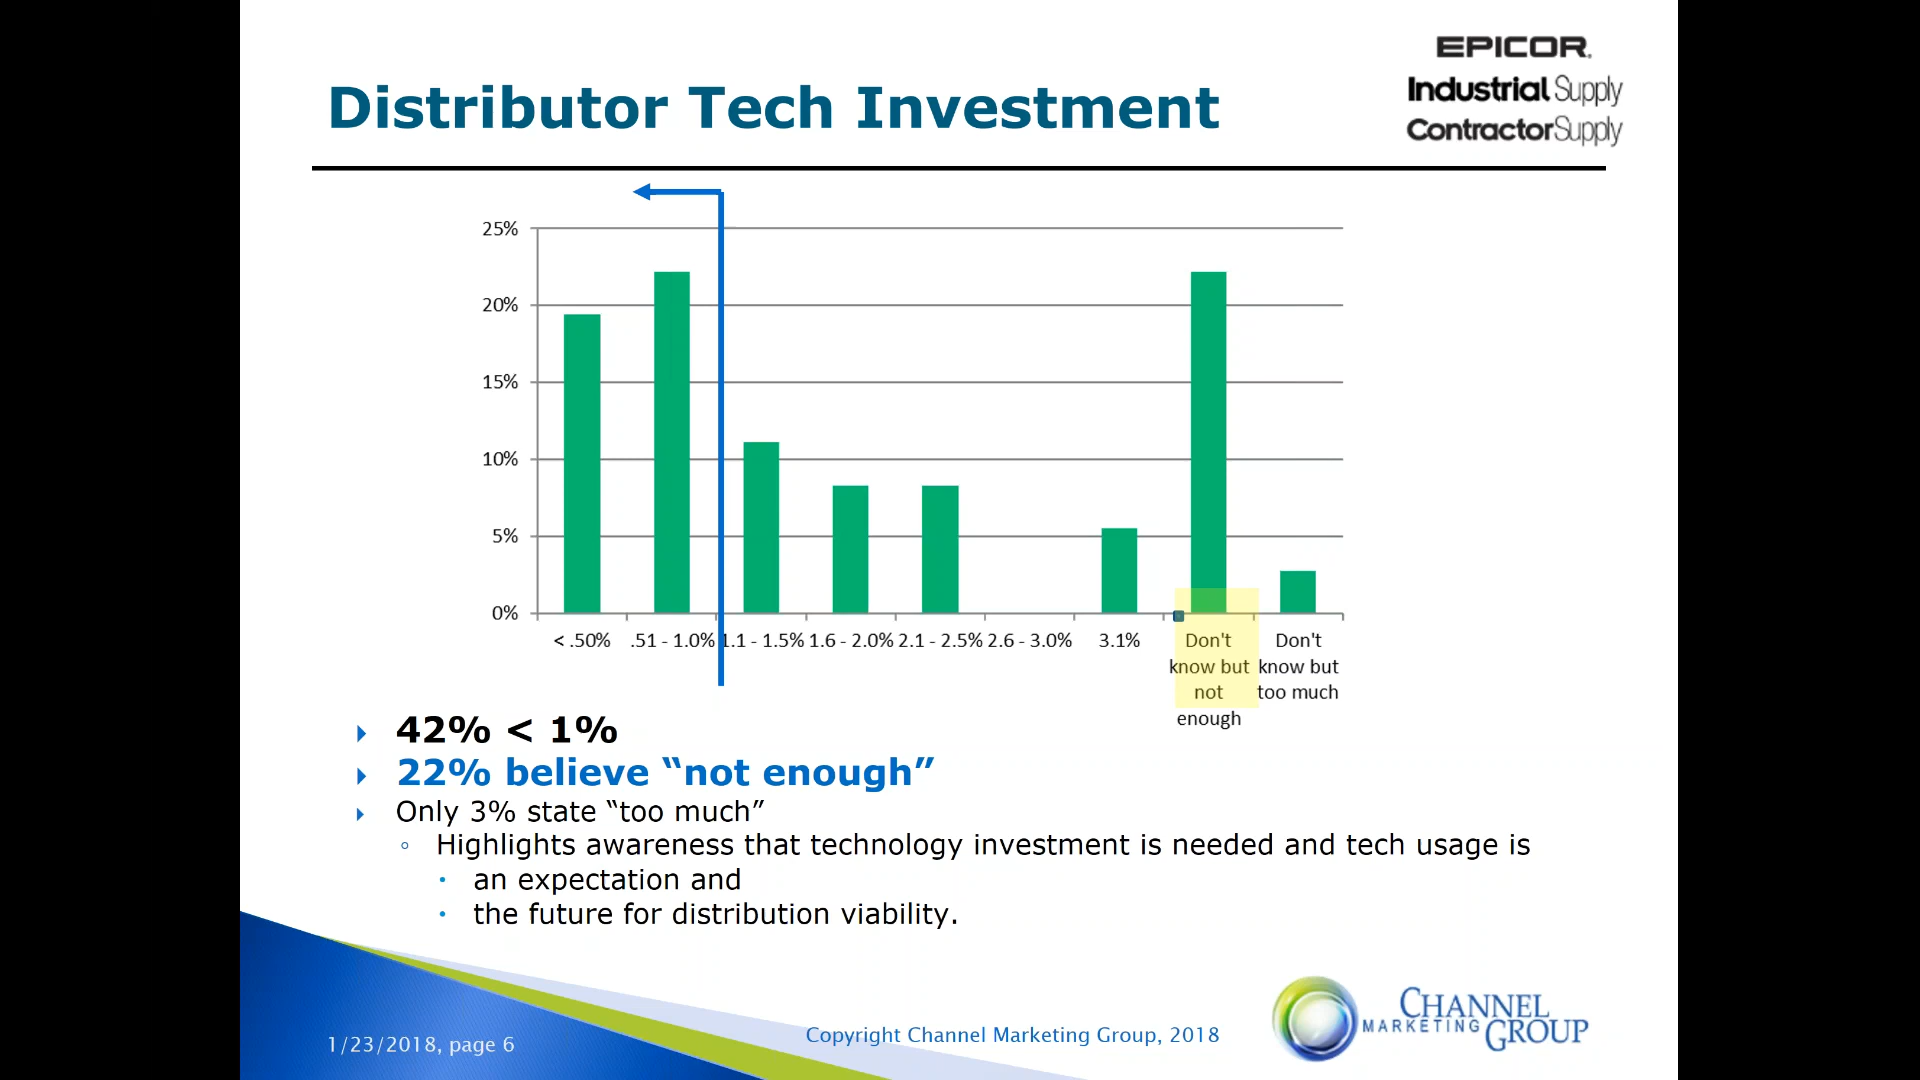 EPICOR.
Industrial Supply
ContractorSupply
Distributor Tech Investment
25%
20%
15%
10%
5%
0%
< .50%
.51 - 1.0%
1.1 - 1.5%
1.6 - 2.0%
2.1 - 2.5%
2.6 - 3.0%
3.1%
Don't
know but
not
enough
Don't
know but
too much
42% < 1%
22% believe “not enough”
Only 3% state “too much”
Highlights awareness that technology investment is needed and tech usage is
an expectation and
the future for distribution viability.
1/23/2018, page 6
Copyright Channel Marketing Group, 2018
CHANNEL
MARKETING GROUP